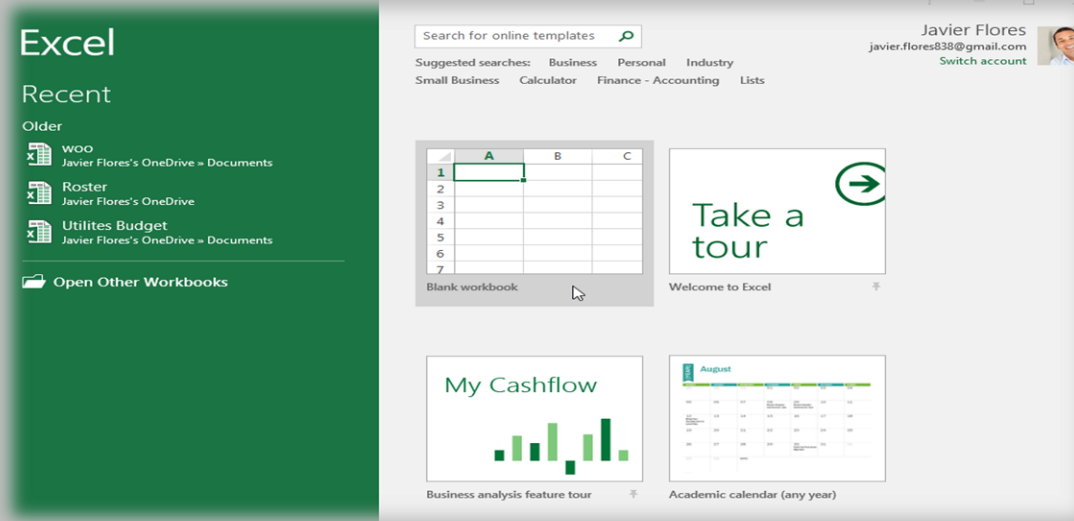 Excel
Recent
Older
woo
Javier Flores's OneDrive » Documents
Roster
Javier Flores's OneDrive
Utilites Budget
Javier Flores's OneDrive » Documents
Open Other Workbooks
Search for online templates
Javier Flores
javier.flores838@gmail.com
Switch account
Suggested searches: Business Personal Industry
Small Business Calculator Finance - Accounting Lists
A B C
1
2
3
4
5
6
7
Blank workbook
Take a
tour
Welcome to Excel
My Cashflow
Business analysis feature tour
YEAR
August
Academic calendar (any year)